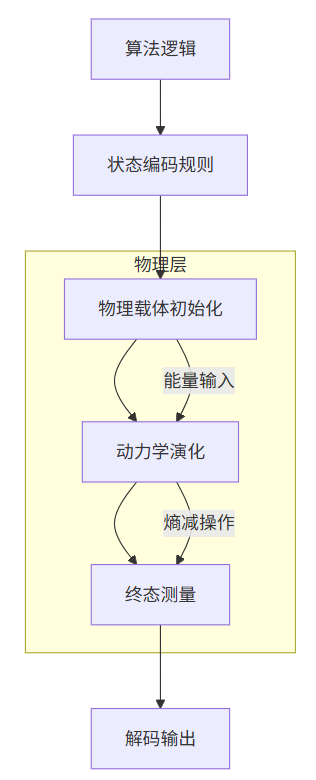 算法逻辑
状态编码规则
物理层
物理载体初始化
能量输入
动力学演化
熵减操作
终态测量
解码输出